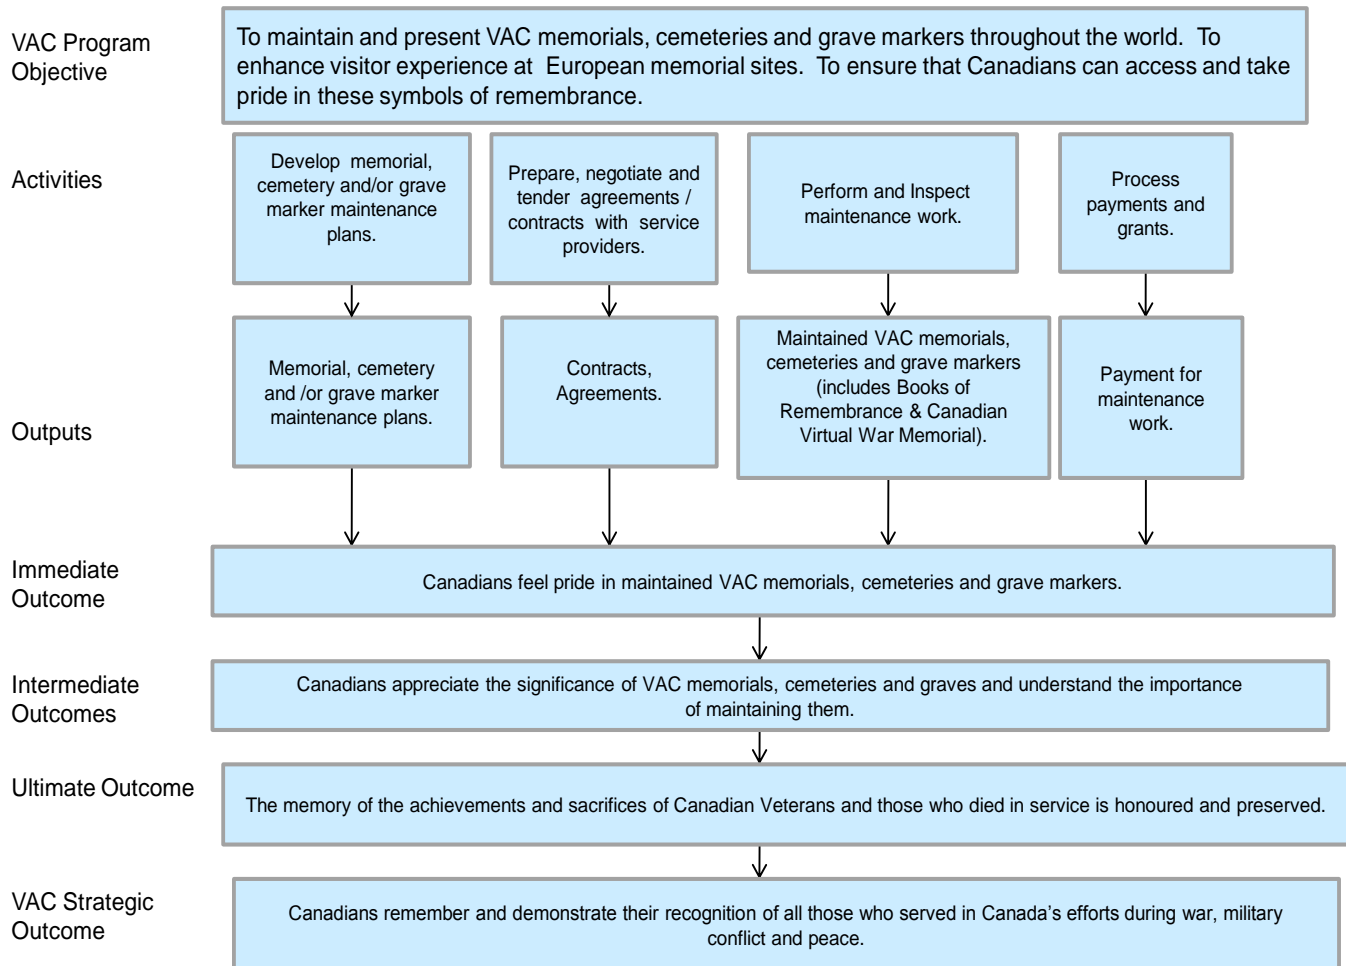 VAC Program
Objective
To maintain and present VAC memorials, cemeteries and grave markers throughout the world.  To
enhance visitor experience at  European memorial sites.  To ensure that Canadians can access and take
pride in these symbols of remembrance.
Activities
Develop  memorial,
cemetery and/or grave
marker maintenance
plans.
Prepare, negotiate and
tender agreements /
contracts with  service
providers.
Perform and Inspect
maintenance work.
Process
payments and
grants.
Outputs
Memorial, cemetery
and /or grave marker
maintenance plans.
Contracts,
Agreements.
Maintained VAC memorials,
cemeteries and grave markers
(includes Books of
Remembrance & Canadian
Virtual War Memorial).
Payment for
maintenance
work.
Immediate
Outcome
Canadians feel pride in maintained VAC memorials, cemeteries and grave markers.
Intermediate
Outcomes
Canadians appreciate the significance of VAC memorials, cemeteries and graves and understand the importance
of maintaining them.
Ultimate Outcome
The memory of the achievements and sacrifices of Canadian Veterans and those who died in service is honoured and preserved.
VAC Strategic
Outcome
Canadians remember and demonstrate their recognition of all those who served in Canada’s efforts during war, military
conflict and peace.